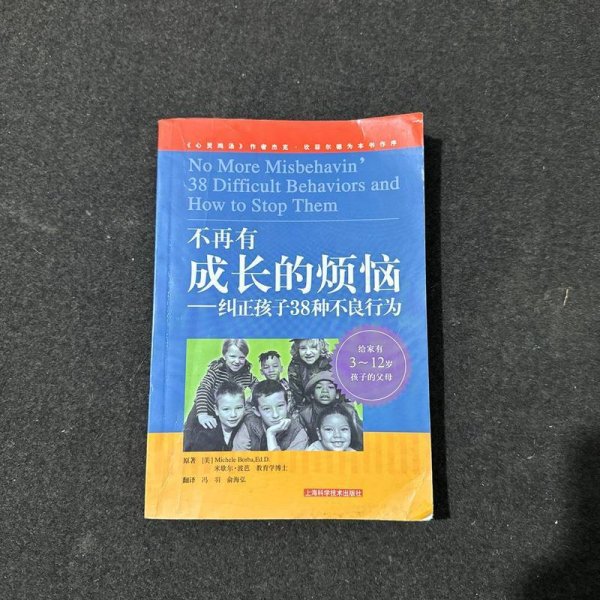 《心灵鸡汤》作者杰克·坎菲尔德为本书作序
No More Misbehavin'
38 Difficult Behaviors and
How to Stop Them
不再有
成长的烦恼
——纠正孩子38种不良行为
给家有
3～12岁
孩子的父母
原著 [美] Michele Borba,Ed.D.
米歇尔·波芭 教育学博士
翻译 冯羽 俞海弘
上海科学技术出版社